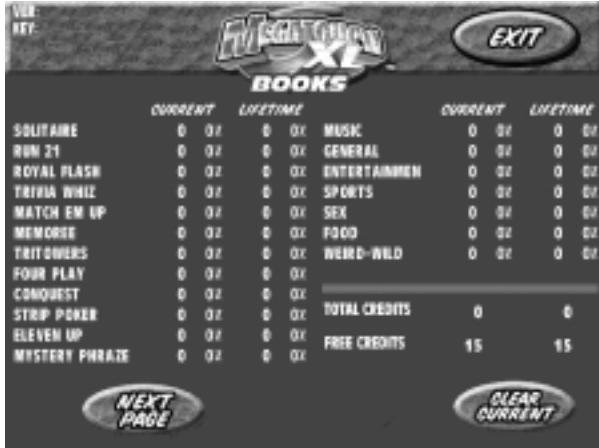 VER:
KEY:
MEGATOUCH
XL
EXIT
BOOKS
CURRENT LIFETIME
SOLITAIRE 0 0% 0 0%
RUN 21 0 0% 0 0%
ROYAL FLASH 0 0% 0 0%
TRIVIA WHIZ 0 0% 0 0%
MATCH EM UP 0 0% 0 0%
MEMOREE 0 0% 0 0%
TRITOWERS 0 0% 0 0%
FOUR PLAY 0 0% 0 0%
CONQUEST 0 0% 0 0%
STRIP POKER 0 0% 0 0%
ELEVEN UP 0 0% 0 0%
MYSTERY PHRAZE 0 0% 0 0%
CURRENT LIFETIME
MUSIC 0 0% 0 0%
GENERAL 0 0% 0 0%
ENTERTAINMEN 0 0% 0 0%
SPORTS 0 0% 0 0%
SEX 0 0% 0 0%
FOOD 0 0% 0 0%
WEIRD-WILD 0 0% 0 0%
TOTAL CREDITS 0 0
FREE CREDITS 15 15
NEXT
PAGE
CLEAR
CURRENT